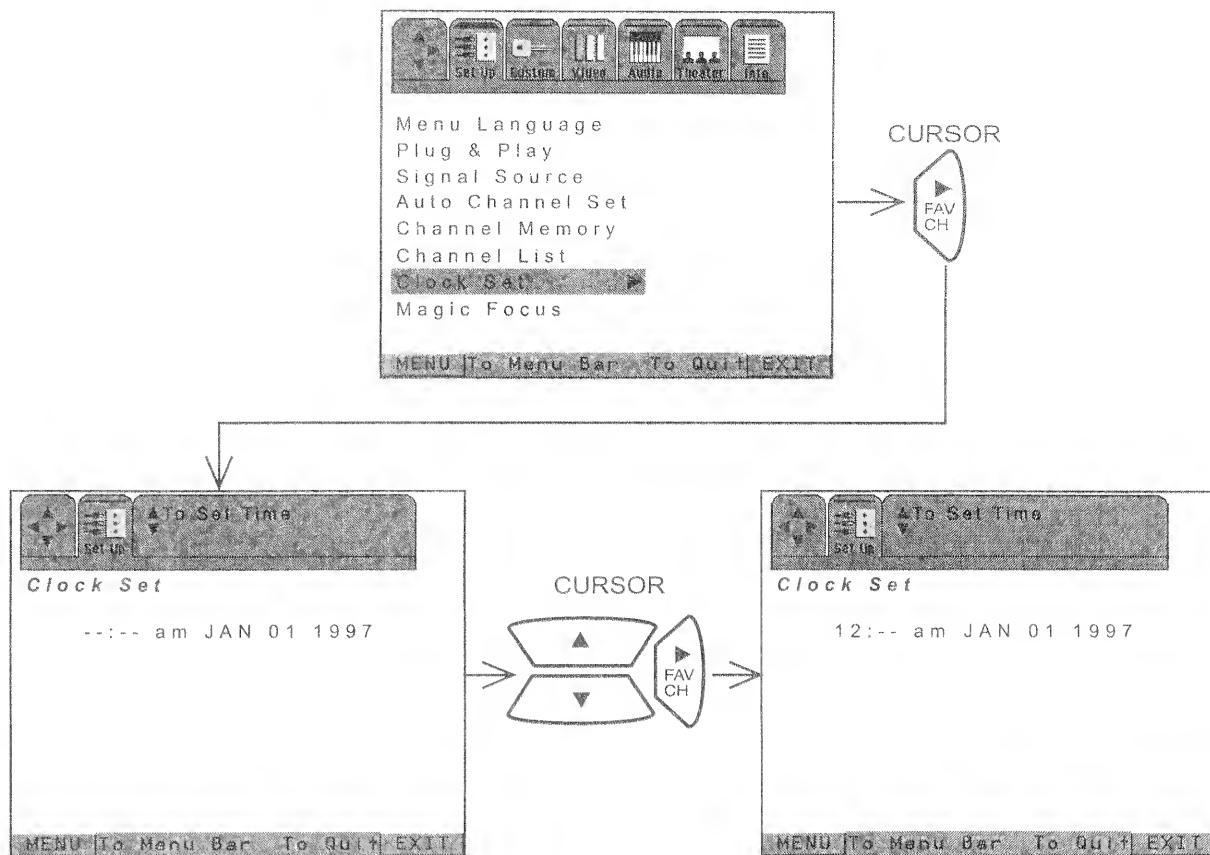 Set Up Custom Video Audio Theater Info
Menu Language
Plug & Play
Signal Source
Auto Channel Set
Channel Memory
Channel List
Clock Set
Magic Focus
MENU To Menu Bar To Quit EXIT
CURSOR
FAV
CH
To Set Time
Set Up
Clock Set
--:-- am JAN 01 1997
MENU To Menu Bar To Quit EXIT
CURSOR
FAV
CH
To Set Time
Set Up
Clock Set
12:-- am JAN 01 1997
MENU To Menu Bar To Quit EXIT